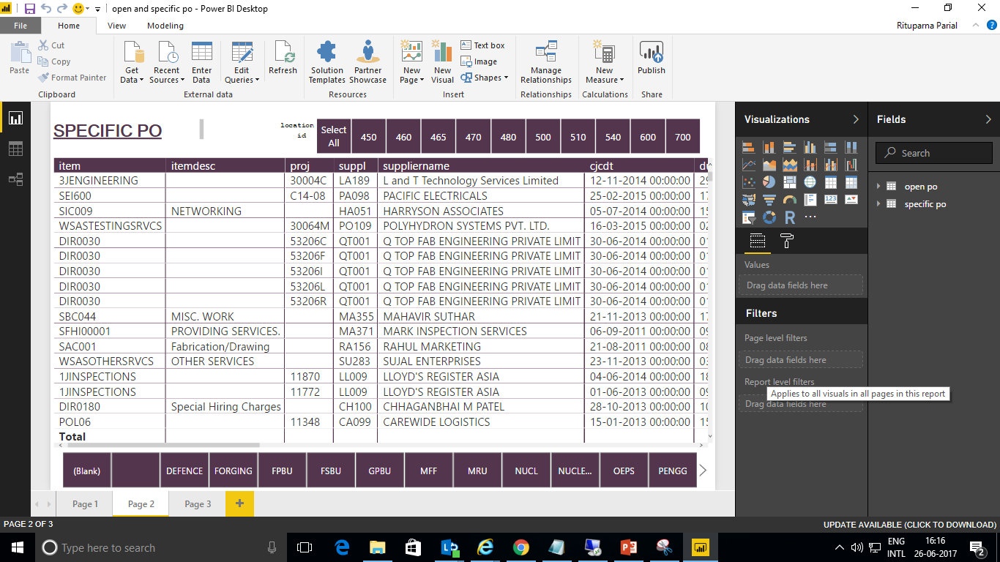 open and specific po - Power BI Desktop
File Home View Modeling Rituparna Parial
Paste Cut Copy Format Painter
Clipboard
Get Data Recent Sources Enter Data Edit Queries Refresh
External data
Solution Templates Partner Showcase
Resources
New Page New Visual Text box Image Shapes
Insert
Manage Relationships
Relationships
New Measure
Calculations
Publish
Share
SPECIFIC PO
location id
Select All 450 460 465 470 480 500 510 540 600 700
item itemdesc proj suppl suppliername cjcdt
3JENGINEERING 30004C LA189 L and T Technology Services Limited 12-11-2014 00:00:00 29
SEI600 C14-08 PA098 PACIFIC ELECTRICALS 25-02-2015 00:00:00 17
SIC009 NETWORKING HA051 HARRYSON ASSOCIATES 05-07-2014 00:00:00 15
WSASTESTINGSRVCS 30064M PO109 POLYHYDRON SYSTEMS PVT. LTD. 16-03-2015 00:00:00 02
DIR0030 53206C QT001 Q TOP FAB ENGINEERING PRIVATE LIMIT 30-06-2014 00:00:00 01
DIR0030 53206F QT001 Q TOP FAB ENGINEERING PRIVATE LIMIT 30-06-2014 00:00:00 01
DIR0030 53206I QT001 Q TOP FAB ENGINEERING PRIVATE LIMIT 30-06-2014 00:00:00 01
DIR0030 53206L QT001 Q TOP FAB ENGINEERING PRIVATE LIMIT 30-06-2014 00:00:00 01
DIR0030 53206R QT001 Q TOP FAB ENGINEERING PRIVATE LIMIT 30-06-2014 00:00:00 01
SBC044 MISC. WORK MA355 MAHAVIR SUTHAR 21-11-2013 00:00:00 17
SFHI00001 PROVIDING SERVICES. MA371 MARK INSPECTION SERVICES 06-09-2011 00:00:00 09
SAC001 Fabrication/Drawing RA156 RAHUL MARKETING 21-08-2011 00:00:00 08
WSASOTHERSRVCS OTHER SERVICES SU283 SUJAL ENTERPRISES 23-11-2013 00:00:00 03
1JINSPECTIONS 11870 LL009 LLOYD'S REGISTER ASIA 04-06-2014 00:00:00 18
1JINSPECTIONS 11772 LL009 LLOYD'S REGISTER ASIA 01-06-2013 00:00:00 09
DIR0180 Special Hiring Charges CH100 CHHAGANBHAI M PATEL 28-10-2013 00:00:00 10
POL06 11348 CA099 CAREWIDE LOGISTICS 15-01-2013 00:00:00 15
Total
(Blank) DEFENCE FORGING FPBU FSBU GPBU MFF MRU NUCL NUCLE... OEPS PENGG
Visualizations
R
123
Values
Drag data fields here
Filters
Page level filters
Drag data fields here
Report level filters
Applies to all visuals in all pages in this report
Drag data fields here
Fields
Search
open po
specific po
Page 1 Page 2 Page 3 +
PAGE 2 OF 3 UPDATE AVAILABLE (CLICK TO DOWNLOAD)
Type here to search
ENG INTL
16:16
26-06-2017
2